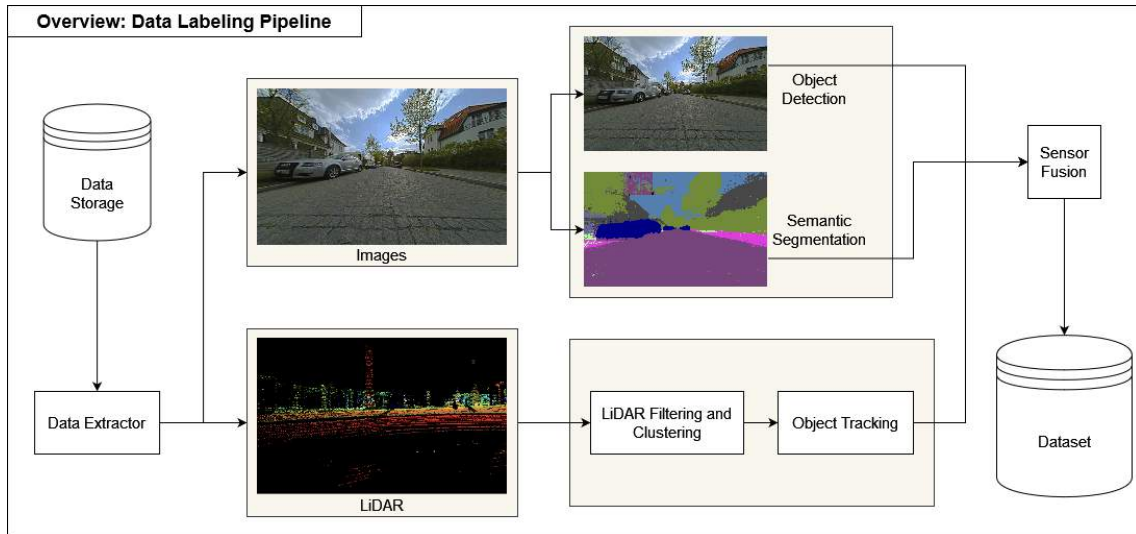 Overview: Data Labeling Pipeline
Data
Storage
Data Extractor
Images
LiDAR
Object
Detection
Semantic
Segmentation
LiDAR Filtering and
Clustering
Object Tracking
Sensor
Fusion
Dataset